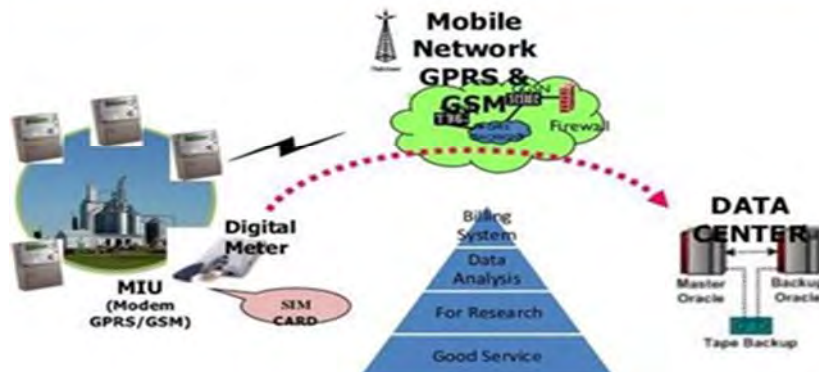 Mobile
Network
GPRS &
GSM
Firewall
Digital
Meter
MIU
(Modem
GPRS/GSM)
SIM
CARD
Billing
System
Data
Analysis
For Research
Good Service
DATA
CENTER
Master
Oracle
Backup
Oracle
Tape Backup